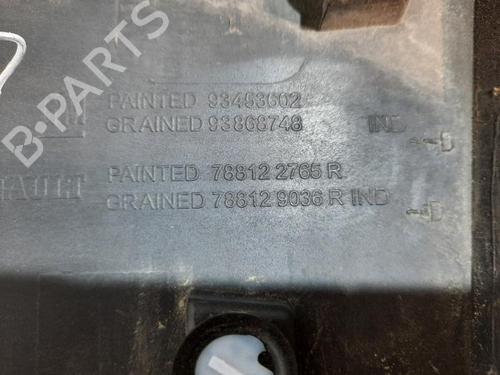 B-PARTS
PAINTED 93453602
GRAINED 93868748 IND
PAINTED 78812 2765 R
GRAINED 78812 9036 R IND